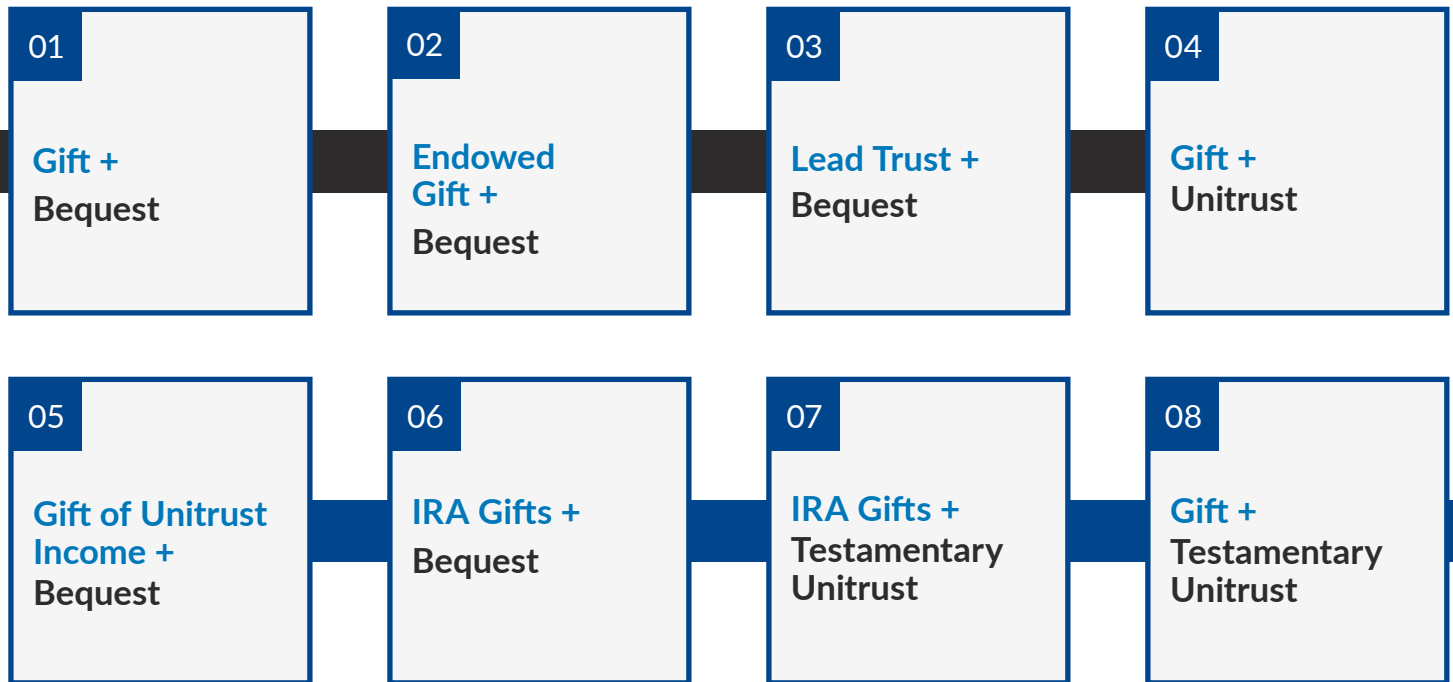 01
Gift +
Bequest
02
Endowed
Gift +
Bequest
03
Lead Trust +
Bequest
04
Gift +
Unitrust
05
Gift of Unitrust
Income +
Bequest
06
IRA Gifts +
Bequest
07
IRA Gifts +
Testamentary
Unitrust
08
Gift +
Testamentary
Unitrust